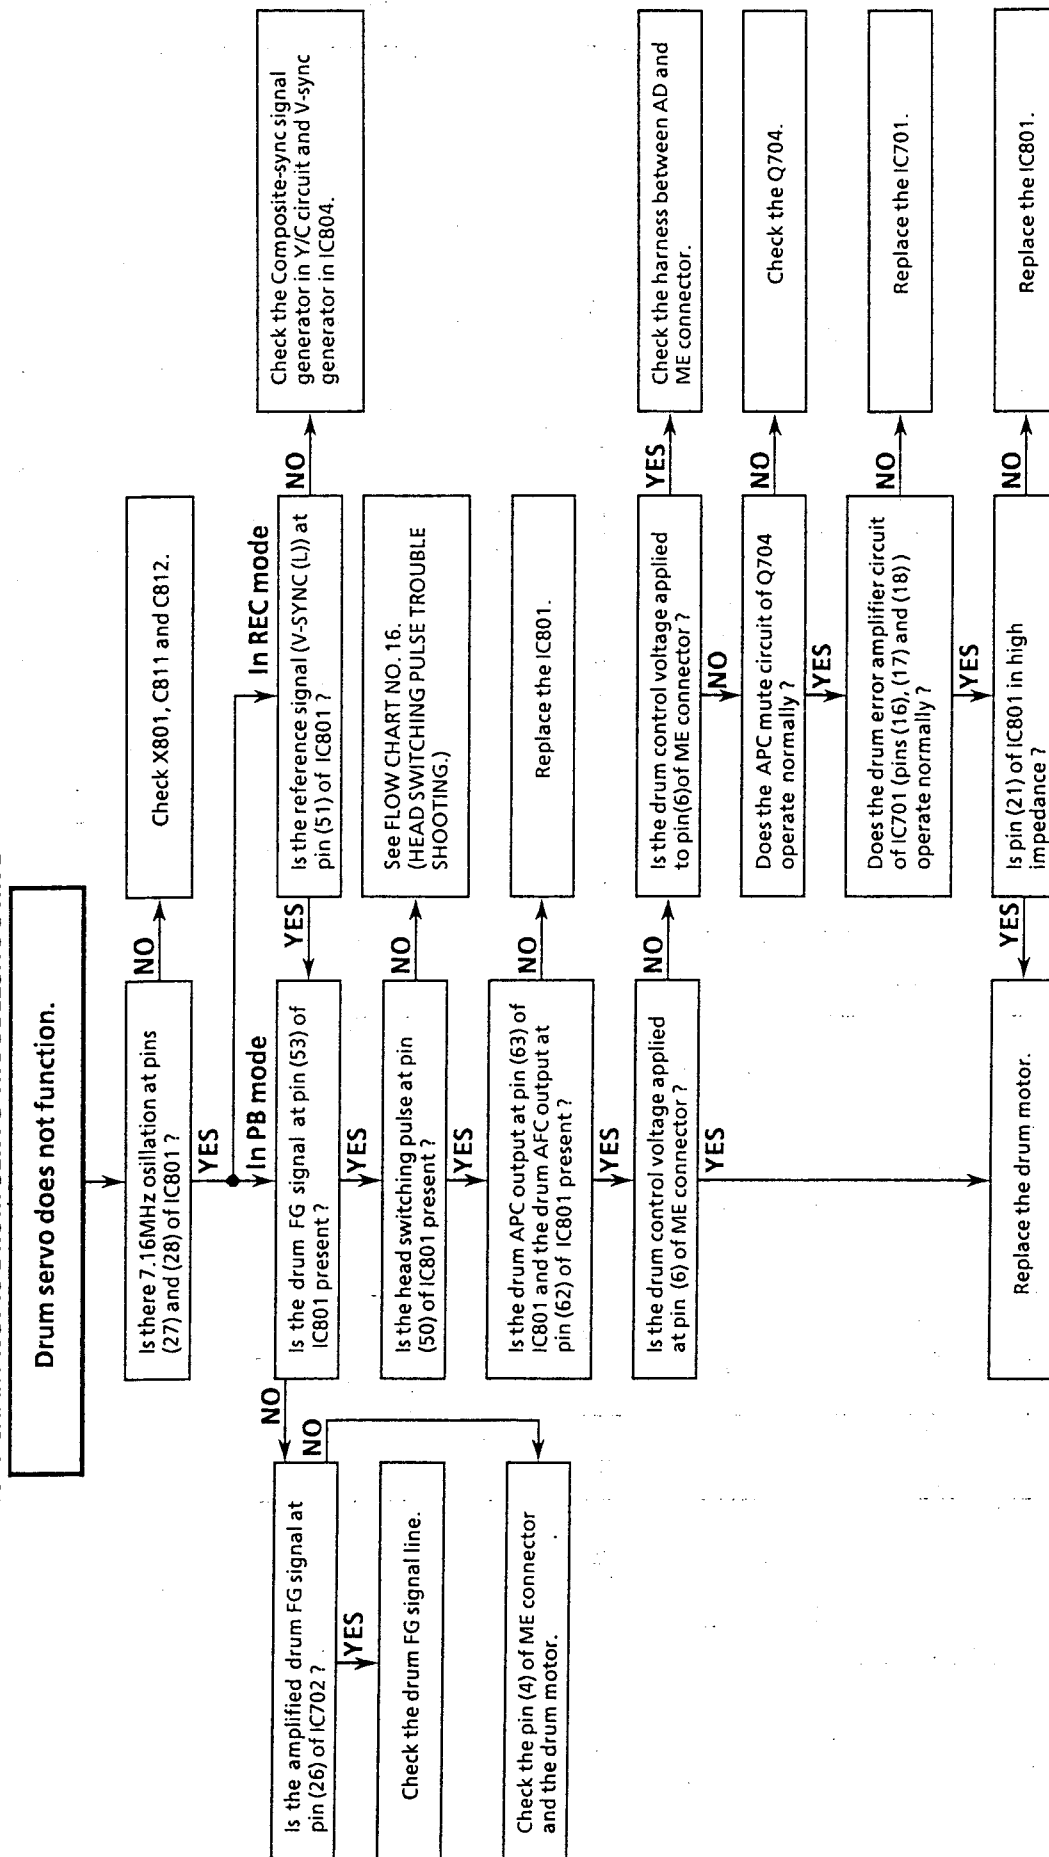 Drum servo does not function.
Is there 7.16MHz osillation at pins
(27) and (28) of IC801 ?
NO
Check X801, C811 and C812.
YES
In PB mode
In REC mode
Is the reference signal (V-SYNC (L)) at
pin (51) of IC801 ?
NO
Check the Composite-sync signal
generator in Y/C circuit and V-sync
generator in IC804.
YES
Is the drum FG signal at pin (53) of
IC801 present ?
NO
Is the amplified drum FG signal at
pin (26) of IC702 ?
NO
YES
Check the drum FG signal line.
Check the pin (4) of ME connector
and the drum motor.
YES
Is the head switching pulse at pin
(50) of IC801 present ?
NO
See FLOW CHART NO. 16.
(HEAD SWITCHING PULSE TROUBLE
SHOOTING.)
YES
Is the drum APC output at pin (63) of
IC801 and the drum AFC output at
pin (62) of IC801 present ?
NO
Replace the IC801.
YES
Is the drum control voltage applied
at pin (6) of ME connector ?
NO
Is the drum control voltage applied
to pin(6)of ME connector ?
YES
Check the harness between AD and
ME connector.
NO
Does the APC mute circuit of Q704
operate normally ?
NO
Check the Q704.
YES
Does the drum error amplifier circuit
of IC701 (pins (16), (17) and (18))
operate normally ?
NO
Replace the IC701.
YES
Is pin (21) of IC801 in high
impedance ?
NO
Replace the IC801.
YES
YES
Replace the drum motor.